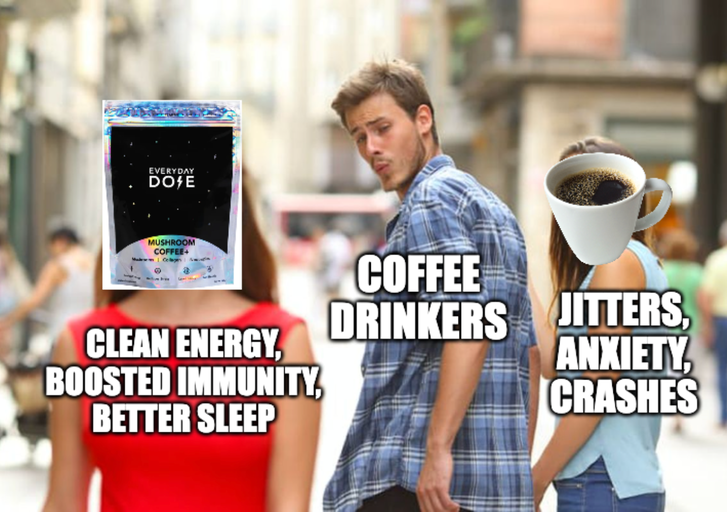 EVERYDAY
DOSE
MUSHROOM
COFFEE+
CLEAN ENERGY,
BOOSTED IMMUNITY,
BETTER SLEEP
COFFEE
DRINKERS
JITTERS,
ANXIETY,
CRASHES